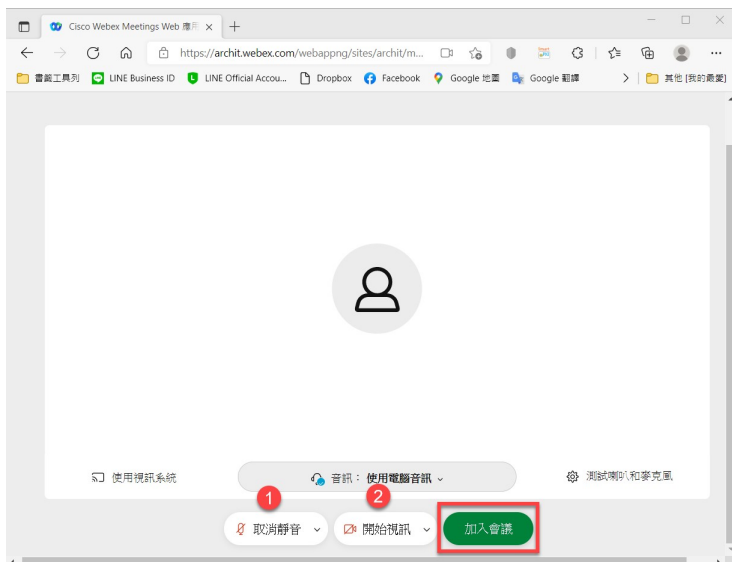 Cisco Webex Meetings Web 應用
https://archit.webex.com/webappng/sites/archit/m...
書籤工具列 LINE Business ID LINE Official Accou... Dropbox Facebook Google 地圖 Google 翻譯 其他 [我的最愛]
使用視訊系統 音訊： 使用電腦音訊 測試喇叭和麥克風
1 2
取消靜音 開始視訊 加入會議